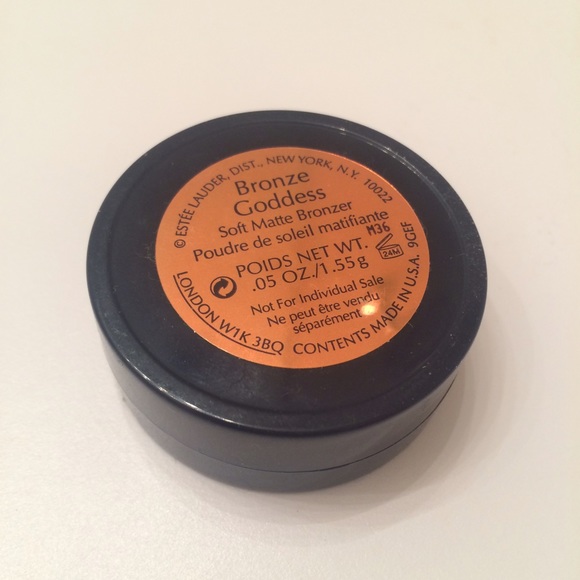 © ESTÉE LAUDER, DIST., NEW YORK, N.Y. 10022
Bronze
Goddess
Soft Matte Bronzer
Poudre de soleil matifiante
M36
POIDS NET WT.
.05 OZ./1.55g
24M
Not For Individual Sale
Ne peut être vendu
séparément
LONDON W1K 3BQ CONTENTS MADE IN U.S.A. 9GEF